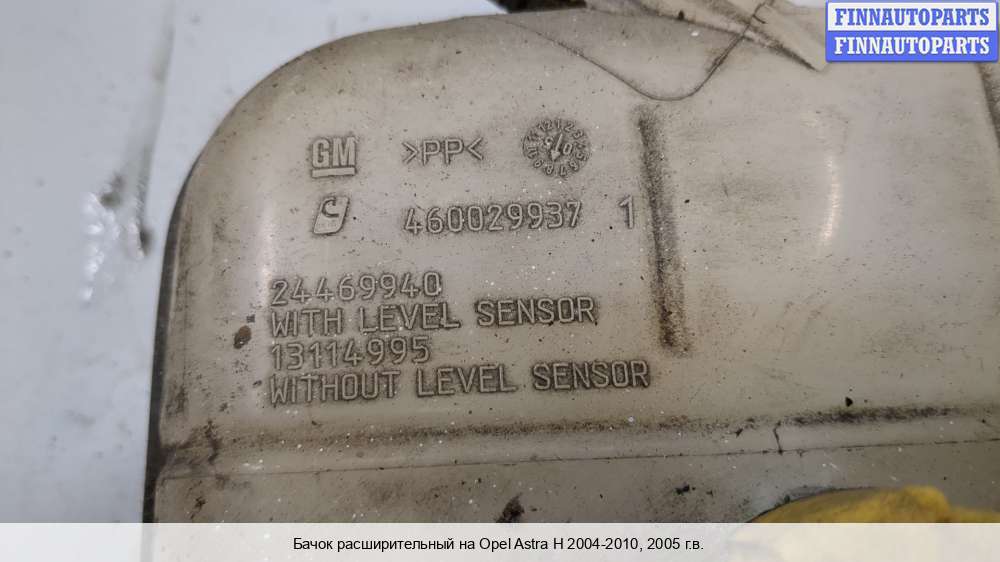 FINNAUTOPARTS
FINNAUTOPARTS
GM >PP<
460029937 1
24469940
WITH LEVEL SENSOR
13114995
WITHOUT LEVEL SENSOR
Бачок расширительный на Opel Astra H 2004-2010, 2005 г.в.